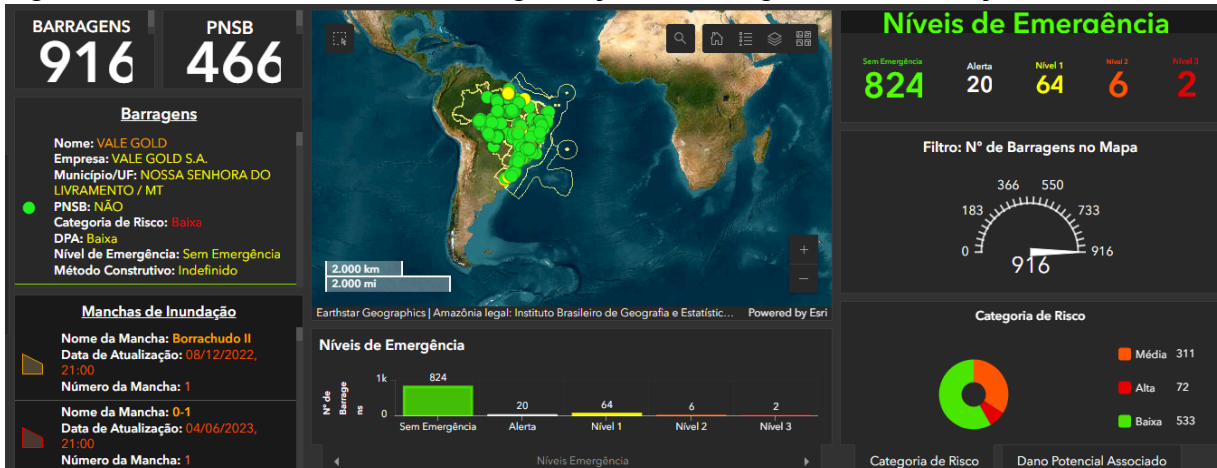 BARRAGENS
916
PNSB
466
Barragens
Nome: VALE GOLD
Empresa: VALE GOLD S.A.
Município/UF: NOSSA SENHORA DO
LIVRAMENTO / MT
PNSB: NÃO
Categoria de Risco: Baixa
DPA: Baixa
Nível de Emergência: Sem Emergência
Método Construtivo: Indefinido
Manchas de Inundação
Nome da Mancha: Borrachudo II
Data de Atualização: 08/12/2022,
21:00
Número da Mancha: 1
Nome da Mancha: 0-1
Data de Atualização: 04/06/2023,
21:00
Número da Mancha: 1
2.000 km
2.000 mi
Earthstar Geographics | Amazônia legal: Instituto Brasileiro de Geografia e Estatístic... Powered by Esri
Níveis de Emergência
Nº de
Barrage
ns
1k
0
824
20
64
6
2
Sem Emergência
Alerta
Nível 1
Nível 2
Nível 3
Níveis Emergência
Níveis de Emergência
Sem Emergência
824
Alerta
20
Nível 1
64
Nível 2
6
Nível 3
2
Filtro: Nº de Barragens no Mapa
0
183
366
550
733
916
916
Categoria de Risco
Média 311
Alta 72
Baixa 533
Categoria de Risco
Dano Potencial Associado